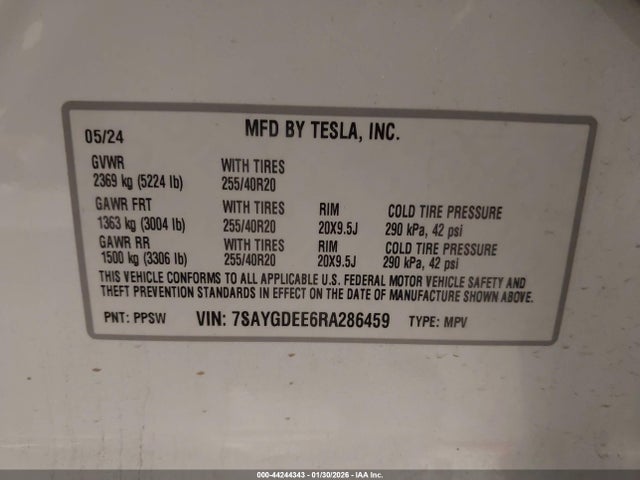 05/24 MFD BY TESLA, INC.
GVWR WITH TIRES
2369 kg (5224 lb) 255/40R20
GAWR FRT WITH TIRES RIM COLD TIRE PRESSURE
1363 kg (3004 lb) 255/40R20 20X9.5J 290 kPa, 42 psi
GAWR RR WITH TIRES RIM COLD TIRE PRESSURE
1500 kg (3306 lb) 255/40R20 20X9.5J 290 kPa, 42 psi
THIS VEHICLE CONFORMS TO ALL APPLICABLE U.S. FEDERAL MOTOR VEHICLE SAFETY AND
THEFT PREVENTION STANDARDS IN EFFECT ON THE DATE OF MANUFACTURE SHOWN ABOVE.
PNT: PPSW VIN: 7SAYGDEE6RA286459 TYPE: MPV
000-44244343 - 01/30/2026 - IAA Inc.